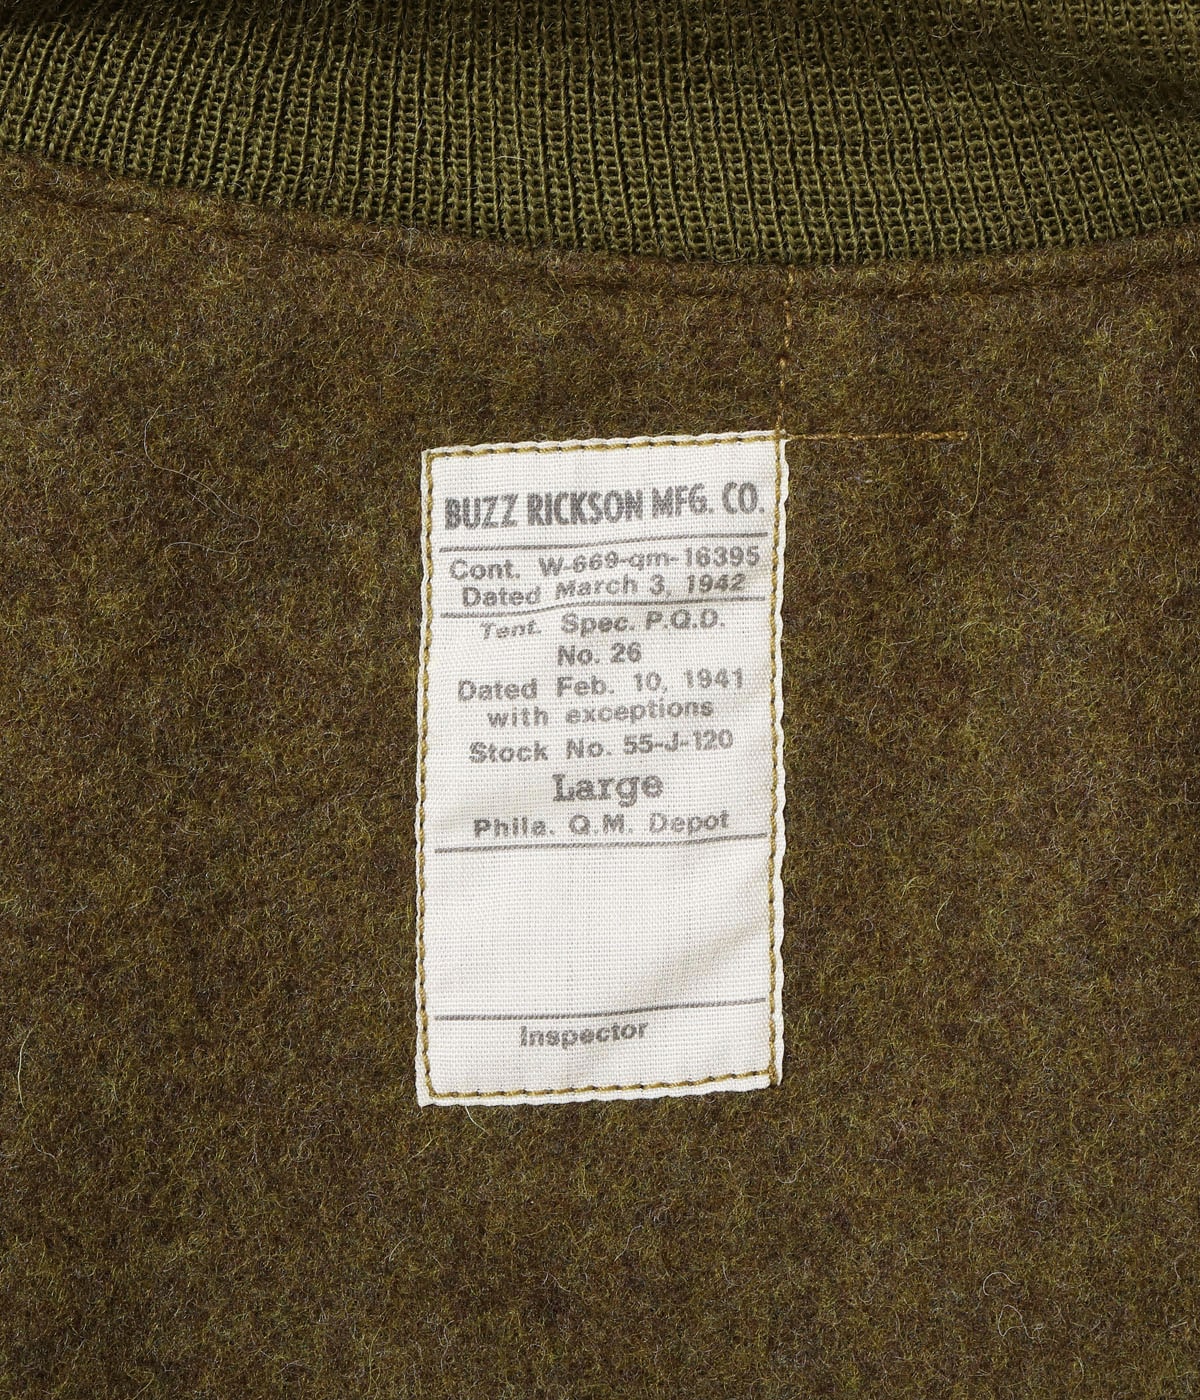 BUZZ RICKSON MFG. CO.
Cont. W-669-qm-16395
Dated March 3, 1942
Tent. Spec. P.Q.D.
No. 26
Dated Feb. 10, 1941
with exceptions
Stock No. 55-J-120
Large
Phila. Q.M. Depot
Inspector